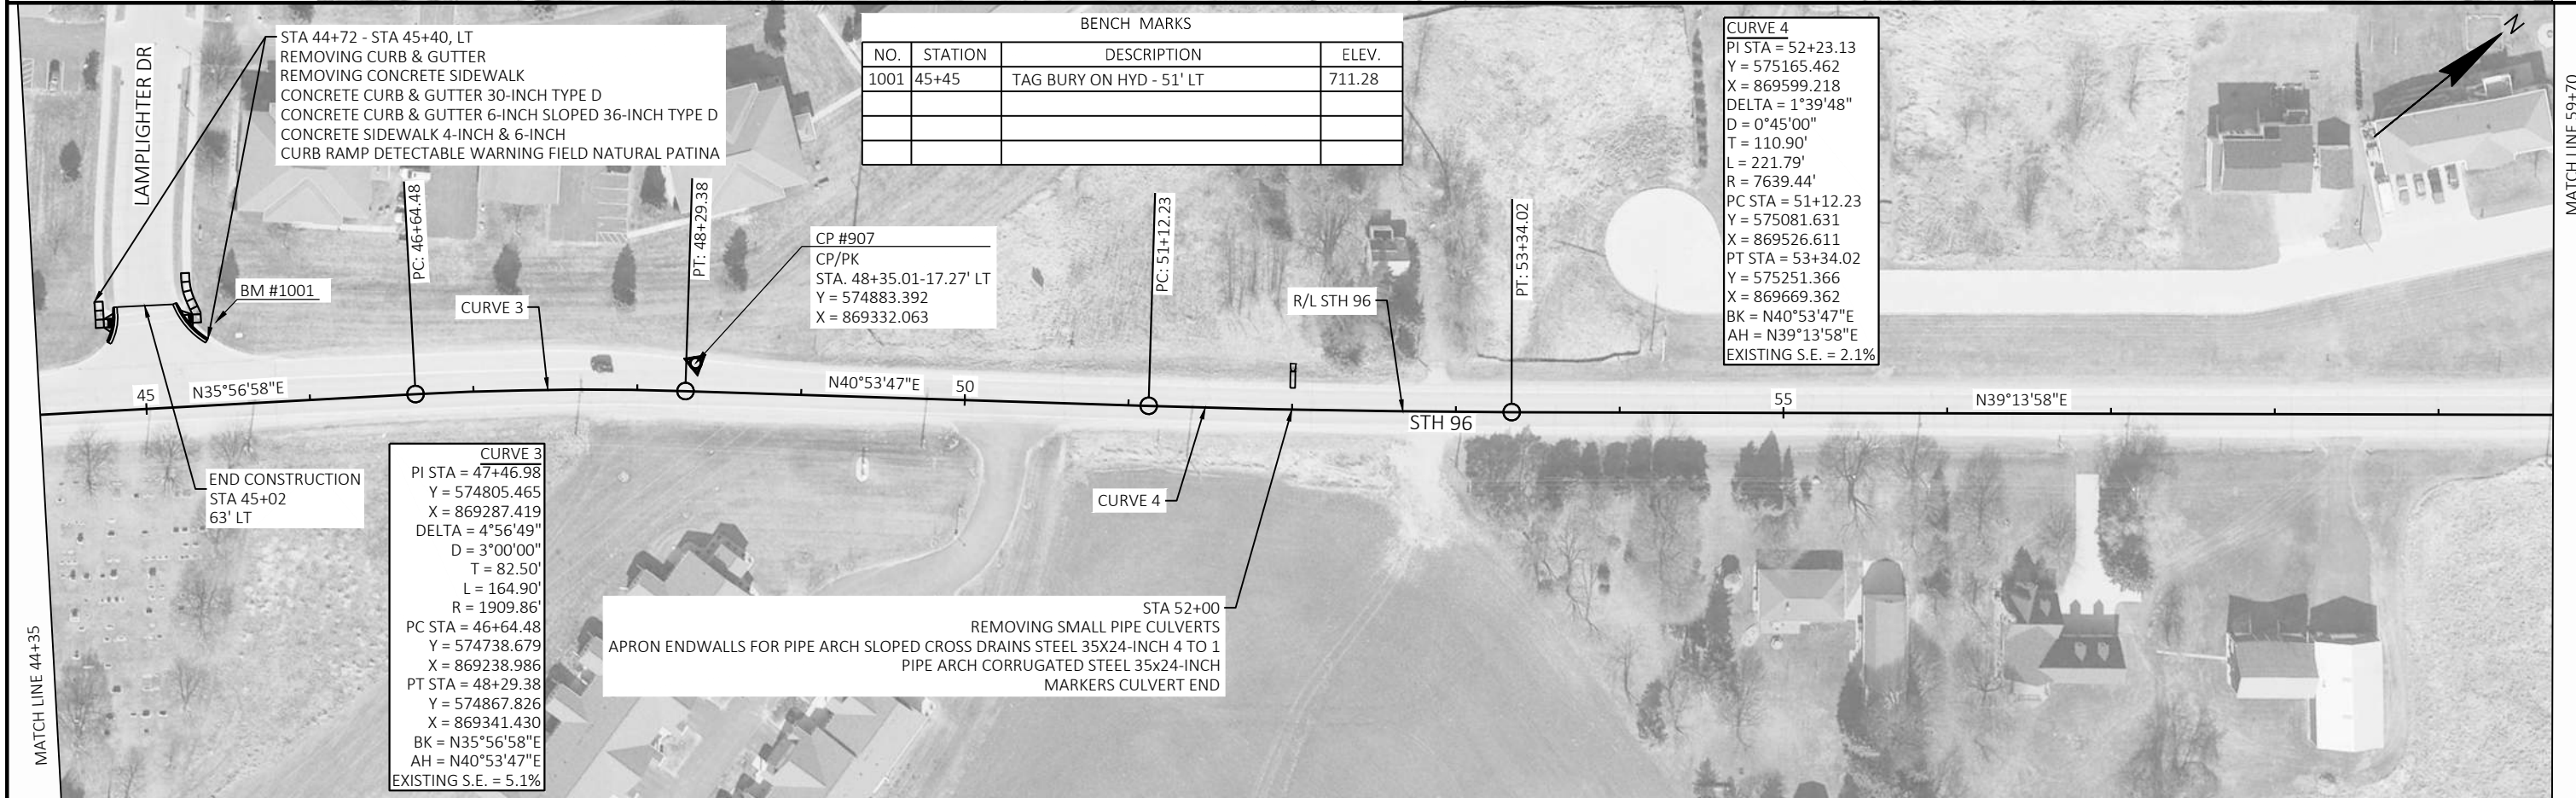 STA 44+72 - STA 45+40, LT
REMOVING CURB & GUTTER
REMOVING CONCRETE SIDEWALK
CONCRETE CURB & GUTTER 30-INCH TYPE D
CONCRETE CURB & GUTTER 6-INCH SLOPED 36-INCH TYPE D
CONCRETE SIDEWALK 4-INCH & 6-INCH
CURB RAMP DETECTABLE WARNING FIELD NATURAL PATINA
LAMPLIGHTER DR
BENCH MARKS
NO. STATION DESCRIPTION ELEV.
1001 45+45 TAG BURY ON HYD - 51' LT 711.28
CURVE 4
PI STA = 52+23.13
Y = 575165.462
X = 869599.218
DELTA = 1°39'48"
D = 0°45'00"
T = 110.90'
L = 221.79'
R = 7639.44'
PC STA = 51+12.23
Y = 575081.631
X = 869526.611
PT STA = 53+34.02
Y = 575251.366
X = 869669.362
BK = N40°53'47"E
AH = N39°13'58"E
EXISTING S.E. = 2.1%
N
MATCH LINE 59+70
BM #1001
PC: 46+64.48
CURVE 3
PT: 48+29.38
CP #907
CP/PK
STA. 48+35.01-17.27' LT
Y = 574883.392
X = 869332.063
PC: 51+12.23
R/L STH 96
PT: 53+34.02
45
N35°56'58"E
N40°53'47"E
50
STH 96
55
N39°13'58"E
END CONSTRUCTION
STA 45+02
63' LT
CURVE 3
PI STA = 47+46.98
Y = 574805.465
X = 869287.419
DELTA = 4°56'49"
D = 3°00'00"
T = 82.50'
L = 164.90'
R = 1909.86'
PC STA = 46+64.48
Y = 574738.679
X = 869238.986
PT STA = 48+29.38
Y = 574867.826
X = 869341.430
BK = N35°56'58"E
AH = N40°53'47"E
EXISTING S.E. = 5.1%
CURVE 4
STA 52+00
REMOVING SMALL PIPE CULVERTS
APRON ENDWALLS FOR PIPE ARCH SLOPED CROSS DRAINS STEEL 35X24-INCH 4 TO 1
PIPE ARCH CORRUGATED STEEL 35x24-INCH
MARKERS CULVERT END
MATCH LINE 44+35